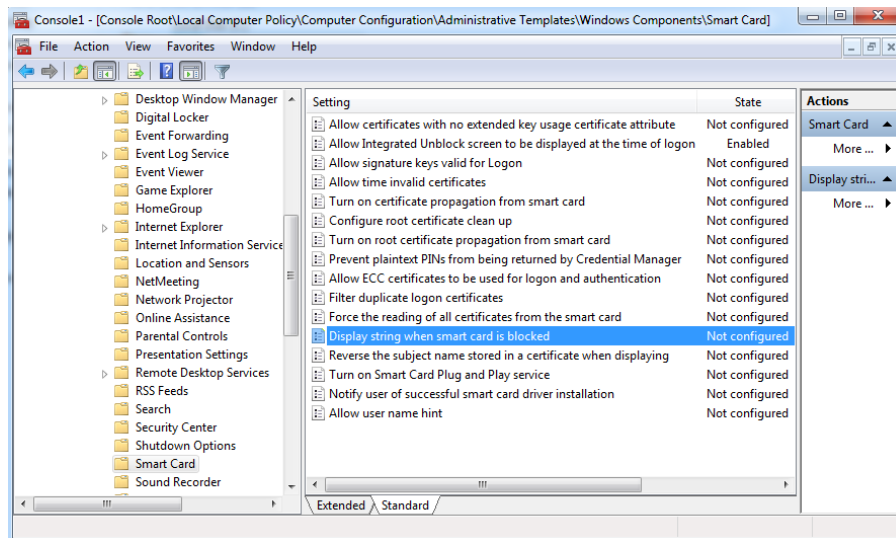 Console1 - [Console Root\Local Computer Policy\Computer Configuration\Administrative Templates\Windows Components\Smart Card]
File Action View Favorites Window Help
Desktop Window Manager
Digital Locker
Event Forwarding
Event Log Service
Event Viewer
Game Explorer
HomeGroup
Internet Explorer
Internet Information Service
Location and Sensors
NetMeeting
Network Projector
Online Assistance
Parental Controls
Presentation Settings
Remote Desktop Services
RSS Feeds
Search
Security Center
Shutdown Options
Smart Card
Sound Recorder
Setting State
Allow certificates with no extended key usage certificate attribute Not configured
Allow Integrated Unblock screen to be displayed at the time of logon Enabled
Allow signature keys valid for Logon Not configured
Allow time invalid certificates Not configured
Turn on certificate propagation from smart card Not configured
Configure root certificate clean up Not configured
Turn on root certificate propagation from smart card Not configured
Prevent plaintext PINs from being returned by Credential Manager Not configured
Allow ECC certificates to be used for logon and authentication Not configured
Filter duplicate logon certificates Not configured
Force the reading of all certificates from the smart card Not configured
Display string when smart card is blocked Not configured
Reverse the subject name stored in a certificate when displaying Not configured
Turn on Smart Card Plug and Play service Not configured
Notify user of successful smart card driver installation Not configured
Allow user name hint Not configured
Extended Standard
Actions
Smart Card
More ...
Display stri...
More ...